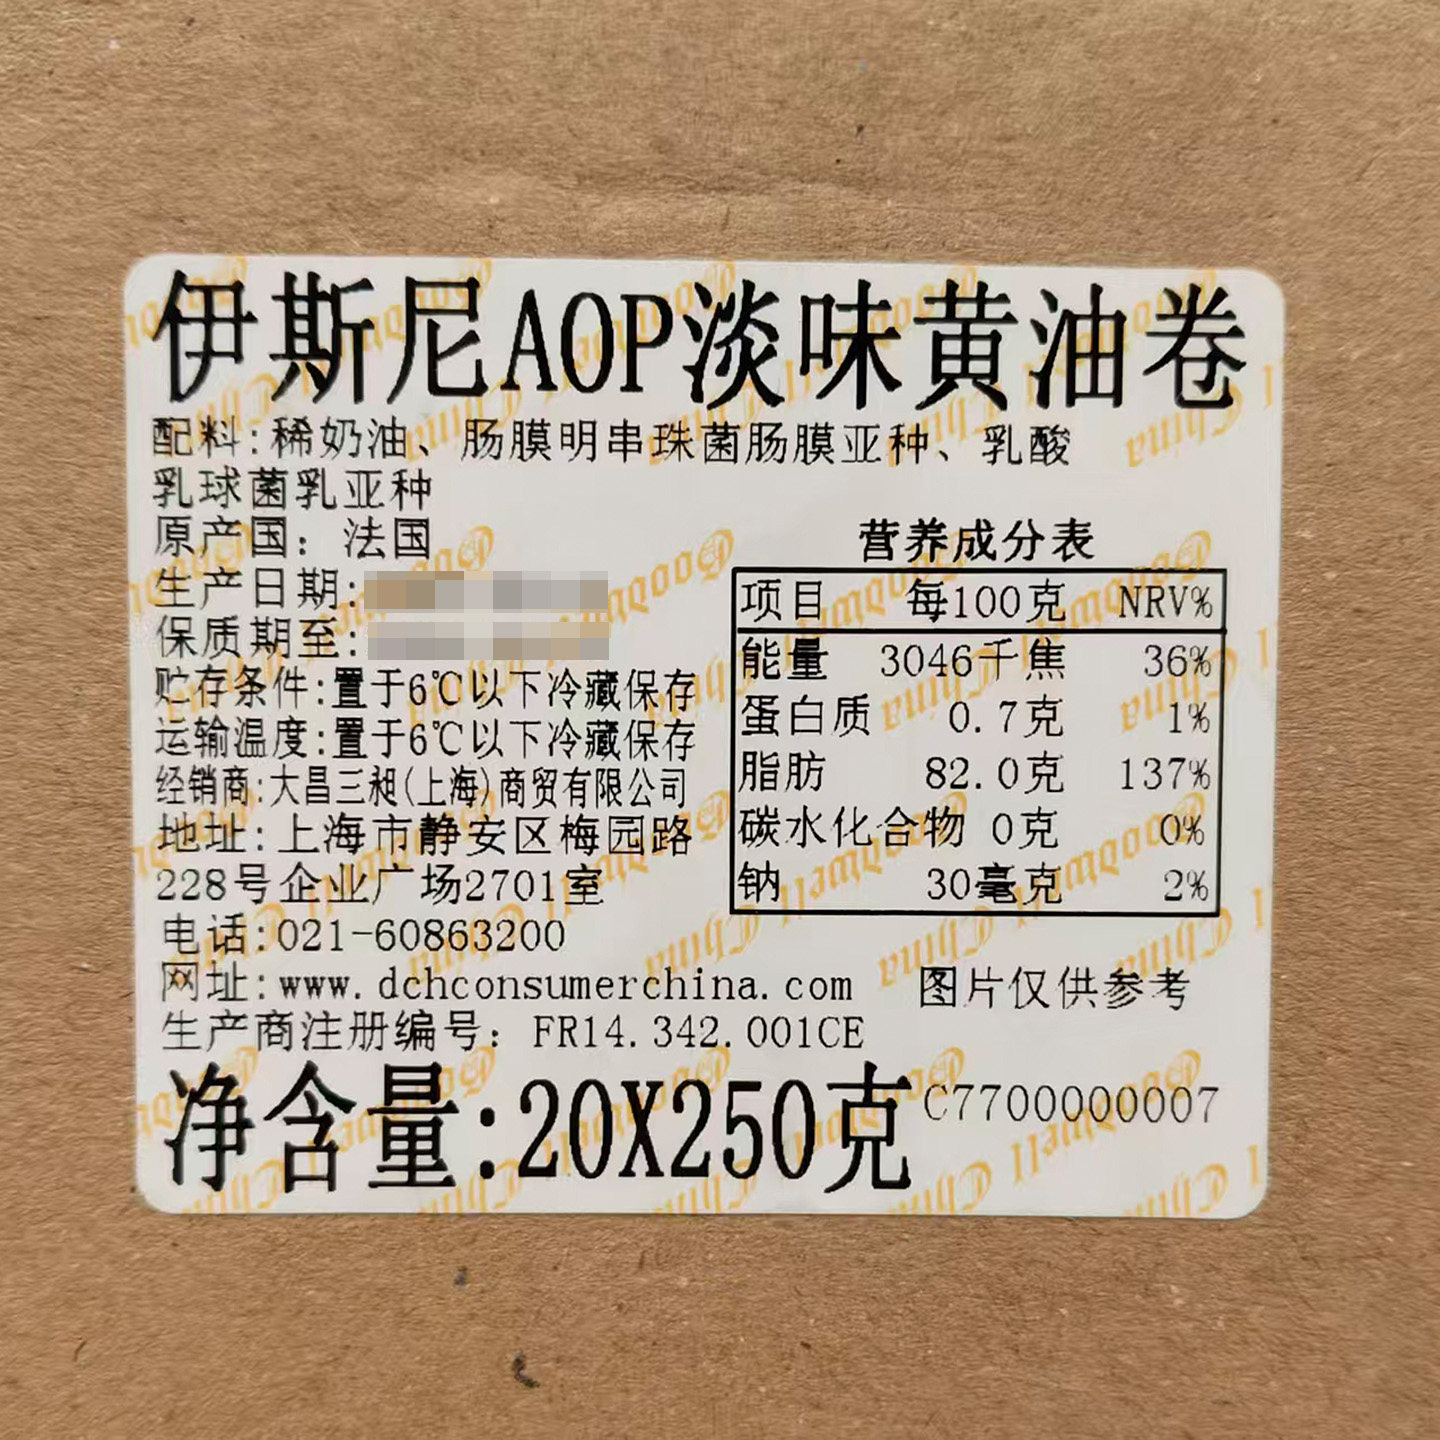 伊斯尼AOP淡味黄油卷
配料:稀奶油、肠膜明串珠菌肠膜亚种、乳酸
乳球菌乳亚种
原产国: 法国
生产日期:
保质期至:
贮存条件:置于6℃以下冷藏保存
运输温度:置于6℃以下冷藏保存
经销商:大昌三昶(上海)商贸有限公司
地址:上海市静安区梅园路
228号企业广场2701室
电话:021-60863200
网址:www.dchconsumerchina.com
生产商注册编号: FR14.342.001CE
净含量:20X250克
营养成分表
项目 每100克 NRV%
能量 3046千焦 36%
蛋白质 0.7克 1%
脂肪 82.0克 137%
碳水化合物 0克 0%
钠 30毫克 2%
图片仅供参考
C7700000007